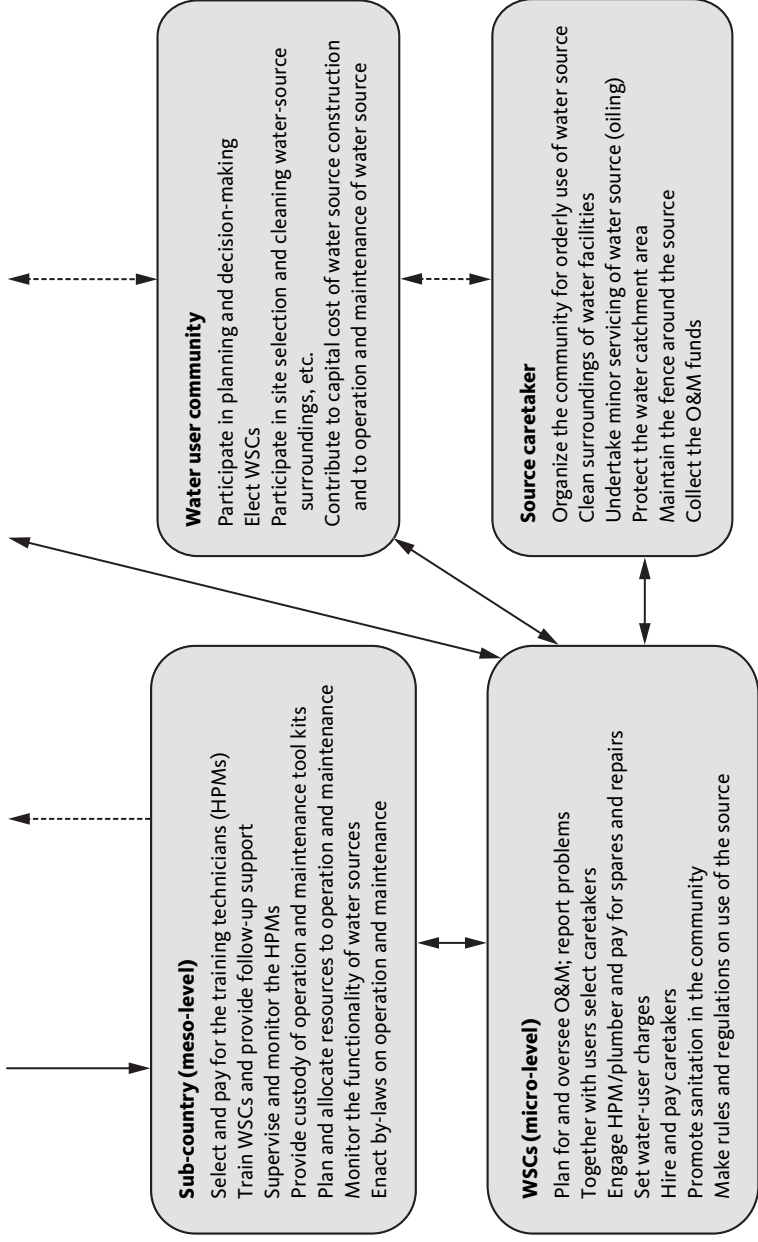 Sub-country (meso-level)
Select and pay for the training technicians (HPMs)
Train WSCs and provide follow-up support
Supervise and monitor the HPMs
Provide custody of operation and maintenance tool kits
Plan and allocate resources to operation and maintenance
Monitor the functionality of water sources
Enact by-laws on operation and maintenance
Water user community
Participate in planning and decision-making
Elect WSCs
Participate in site selection and cleaning water-source
surroundings, etc.
Contribute to capital cost of water source construction
and to operation and maintenance of water source
WSCs (micro-level)
Plan for and oversee O&M; report problems
Together with users select caretakers
Engage HPM/plumber and pay for spares and repairs
Set water-user charges
Hire and pay caretakers
Promote sanitation in the community
Make rules and regulations on use of the source
Source caretaker
Organize the community for orderly use of water source
Clean surroundings of water facilities
Undertake minor servicing of water source (oiling)
Protect the water catchment area
Maintain the fence around the source
Collect the O&M funds